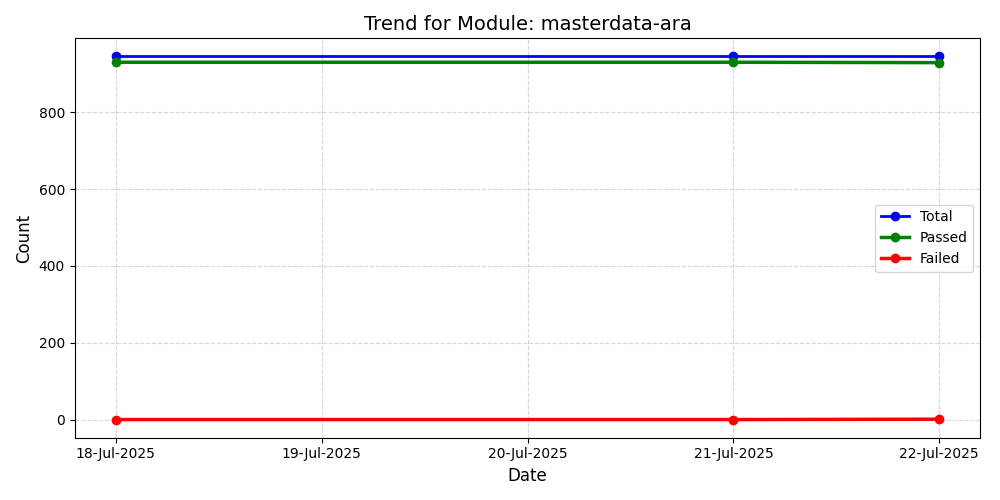 Trend for Module: masterdata-ara
Count
800
600
400
200
0
Total
Passed
Failed
18-Jul-2025
19-Jul-2025
20-Jul-2025
21-Jul-2025
22-Jul-2025
Date